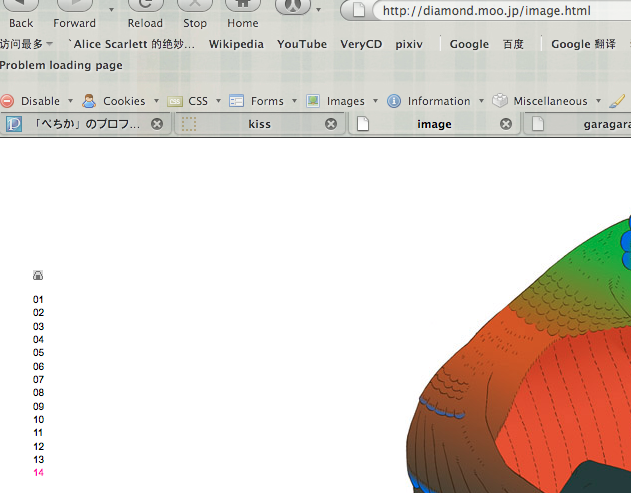 http://diamond.moo.jp/image.html
Back Forward Reload Stop Home
访问最多 `Alice Scarlett 的绝妙... Wikipedia YouTube VeryCD pixiv Google 百度 Google 翻译
Problem loading page
Disable Cookies CSS Forms Images Information Miscellaneous
「ぺちか」のプロフ... kiss image garagara
01
02
03
04
05
06
07
08
09
10
11
12
13
14